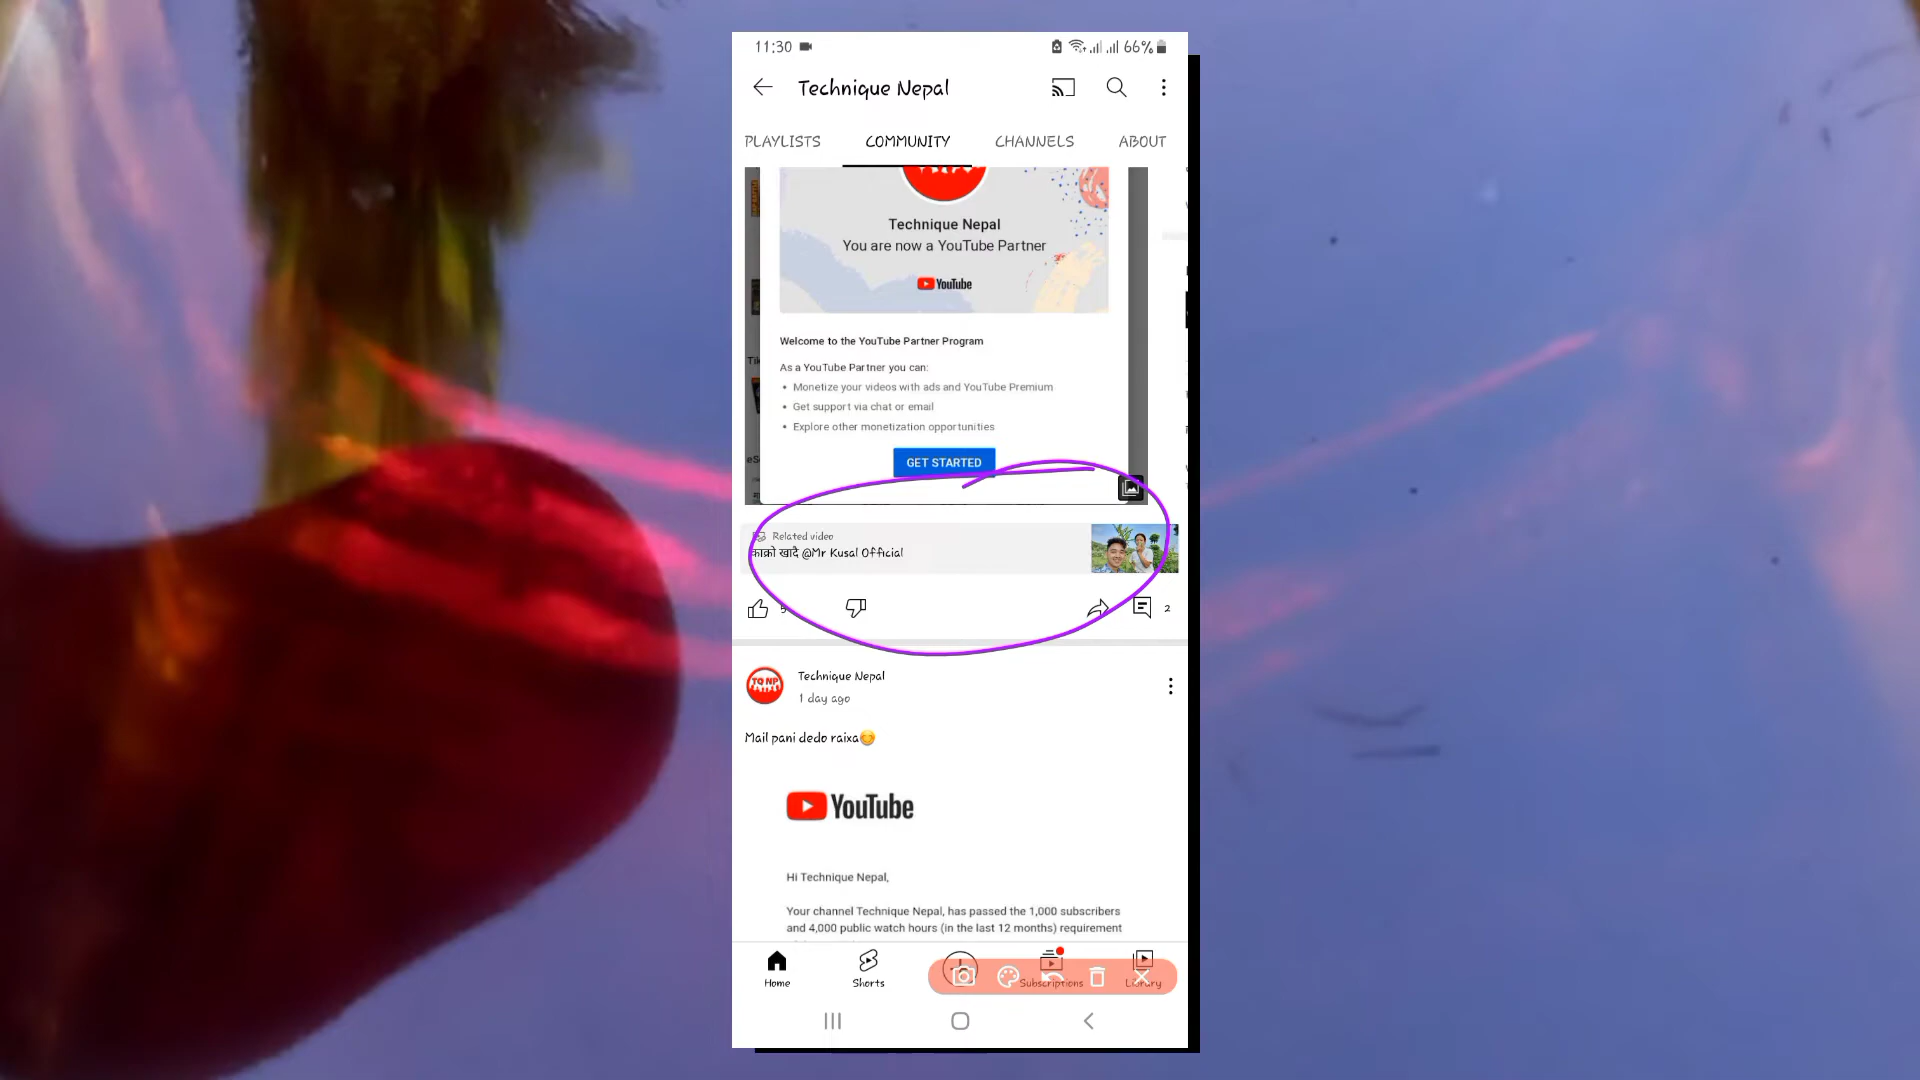 11:30
66%
Technique Nepal
PLAYLISTS COMMUNITY CHANNELS ABOUT
Technique Nepal
You are now a YouTube Partner
YouTube
Welcome to the YouTube Partner Program
As a YouTube Partner you can:
• Monetize your videos with ads and YouTube Premium
• Get support via chat or email
• Explore other monetization opportunities
GET STARTED
Related video
काक्रो खादै @Mr Kusal Official
2
TQ NP
Technique Nepal
1 day ago
Mail pani dedo raixa😊
YouTube
Hi Technique Nepal,
Your channel Technique Nepal, has passed the 1,000 subscribers
and 4,000 public watch hours (in the last 12 months) requirement
Home Shorts Subscriptions Library